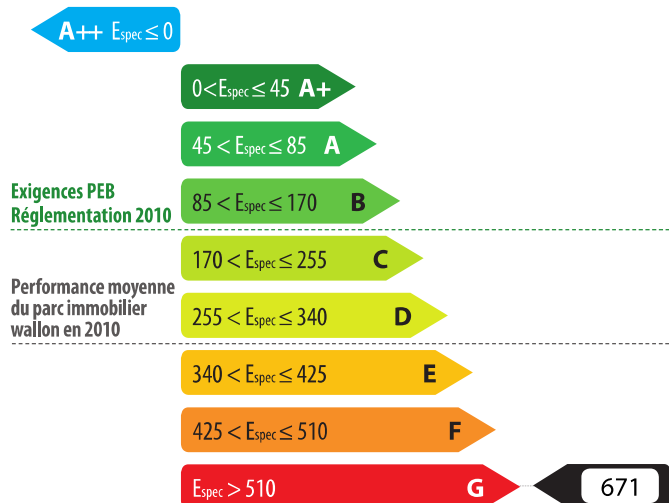 A++ Espec ≤ 0
0 < Espec ≤ 45 A+
45 < Espec ≤ 85 A
Exigences PEB
Réglementation 2010
85 < Espec ≤ 170 B
170 < Espec ≤ 255 C
Performance moyenne
du parc immobilier
wallon en 2010
255 < Espec ≤ 340 D
340 < Espec ≤ 425 E
425 < Espec ≤ 510 F
Espec > 510 G 671